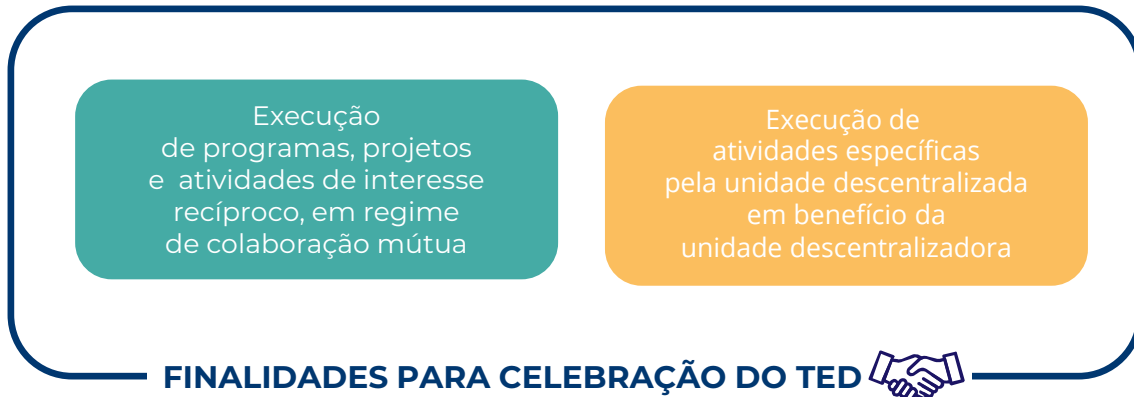 Execução
de programas, projetos
e atividades de interesse
recíproco, em regime
de colaboração mútua
Execução de
atividades específicas
pela unidade descentralizada
em benefício da
unidade descentralizadora
FINALIDADES PARA CELEBRAÇÃO DO TED